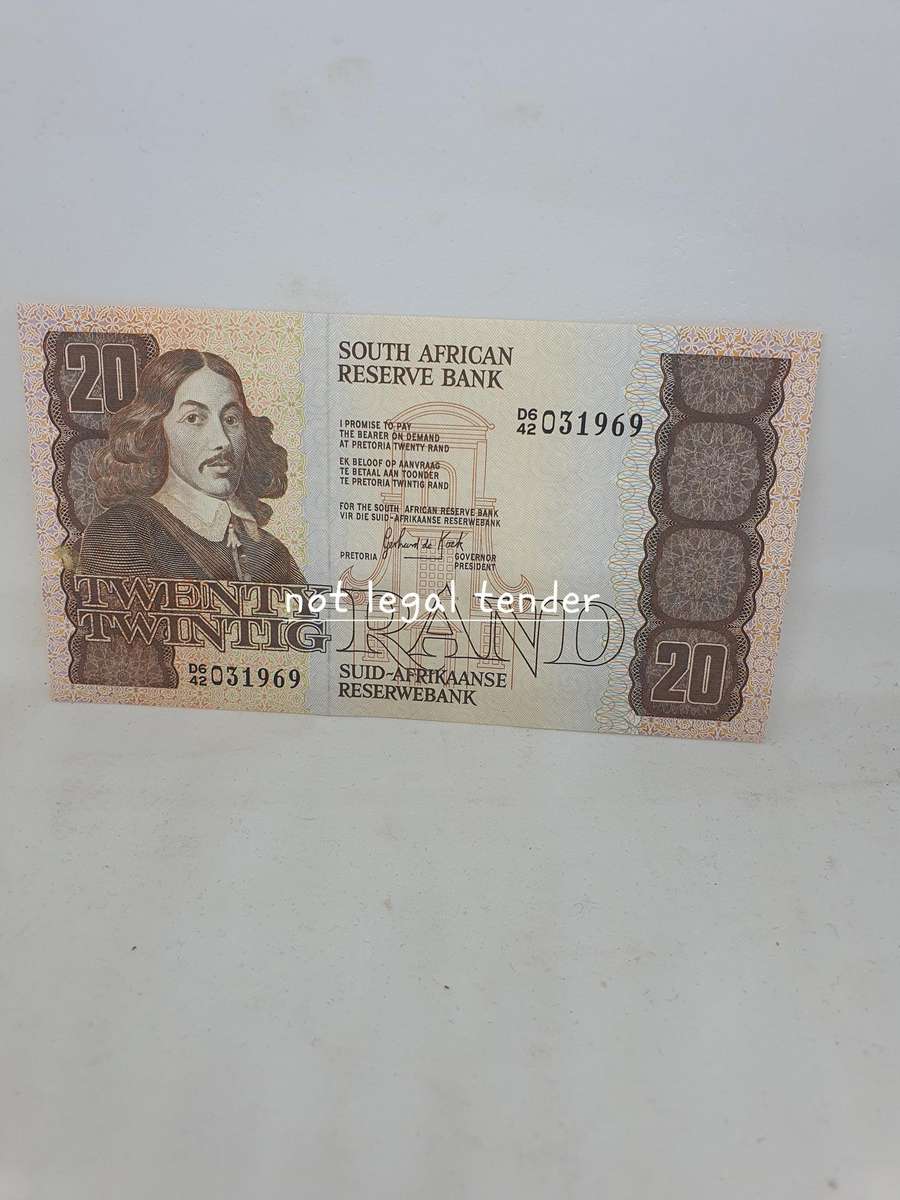 20
SOUTH AFRICAN
RESERVE BANK
D6
42 031969
I PROMISE TO PAY
THE BEARER ON DEMAND
AT PRETORIA TWENTY RAND
EK BELOOF OP AANVRAAG
TE BETAAL AAN TOONDER
TE PRETORIA TWINTIG RAND
FOR THE SOUTH AFRICAN RESERVE BANK
VIR DIE SUID-AFRIKAANSE RESERWEBANK
Gerhard de Kock
PRETORIA GOVERNOR
PRESIDENT
TWENTY
TWINTIG RAND
not legal tender
D6
42 031969
SUID-AFRIKAANSE
RESERWEBANK
20